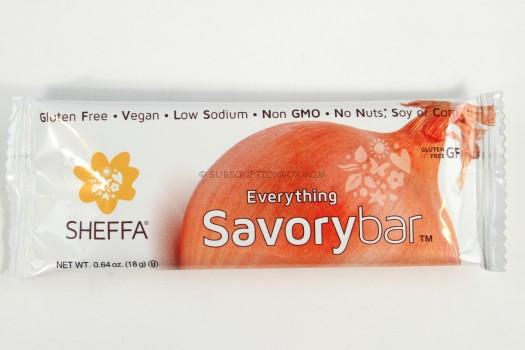 Gluten Free • Vegan • Low Sodium • Non GMO • No Nuts,* Soy or Corn
GLUTEN
FREE GF
© SUBSCRIPTIONBOXMOM
Everything
Savorybar™
SHEFFA®
NET WT. 0.64 oz. (18 g) U